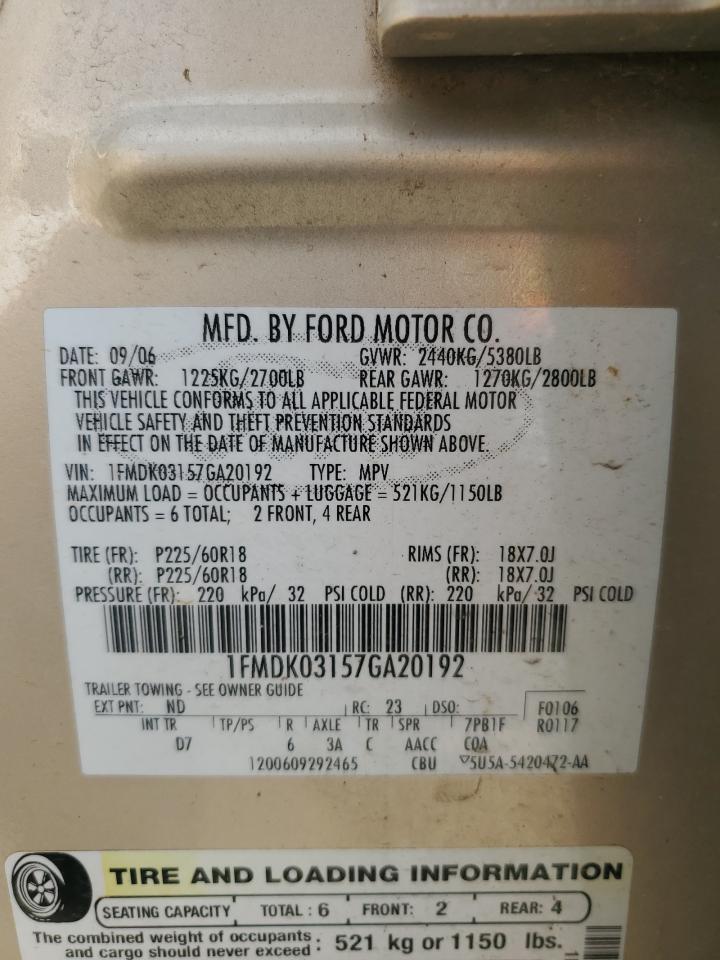 MFD. BY FORD MOTOR CO.
DATE: 09/06 GVWR: 2440KG/5380LB
FRONT GAWR: 1225KG/2700LB REAR GAWR: 1270KG/2800LB
THIS VEHICLE CONFORMS TO ALL APPLICABLE FEDERAL MOTOR
VEHICLE SAFETY AND THEFT PREVENTION STANDARDS
IN EFFECT ON THE DATE OF MANUFACTURE SHOWN ABOVE.
VIN: 1FMDK03157GA20192 TYPE: MPV
MAXIMUM LOAD = OCCUPANTS + LUGGAGE = 521KG/1150LB
OCCUPANTS = 6 TOTAL; 2 FRONT, 4 REAR
TIRE (FR): P225/60R18 RIMS (FR): 18X7.0J
(RR): P225/60R18 (RR): 18X7.0J
PRESSURE (FR): 220 kPa/ 32 PSI COLD (RR): 220 kPa/ 32 PSI COLD
1FMDK03157GA20192
TRAILER TOWING - SEE OWNER GUIDE
EXT PNT: ND RC: 23 DSO: F0106
INT TR TP/PS R AXLE TR SPR 7PB1F R0117
D7 6 3A C AACC CQA
1200609292465 CBU ▽5U5A-5420472-AA
TIRE AND LOADING INFORMATION
SEATING CAPACITY TOTAL : 6 FRONT: 2 REAR: 4
The combined weight of occupants
and cargo should never exceed : 521 kg or 1150 lbs.